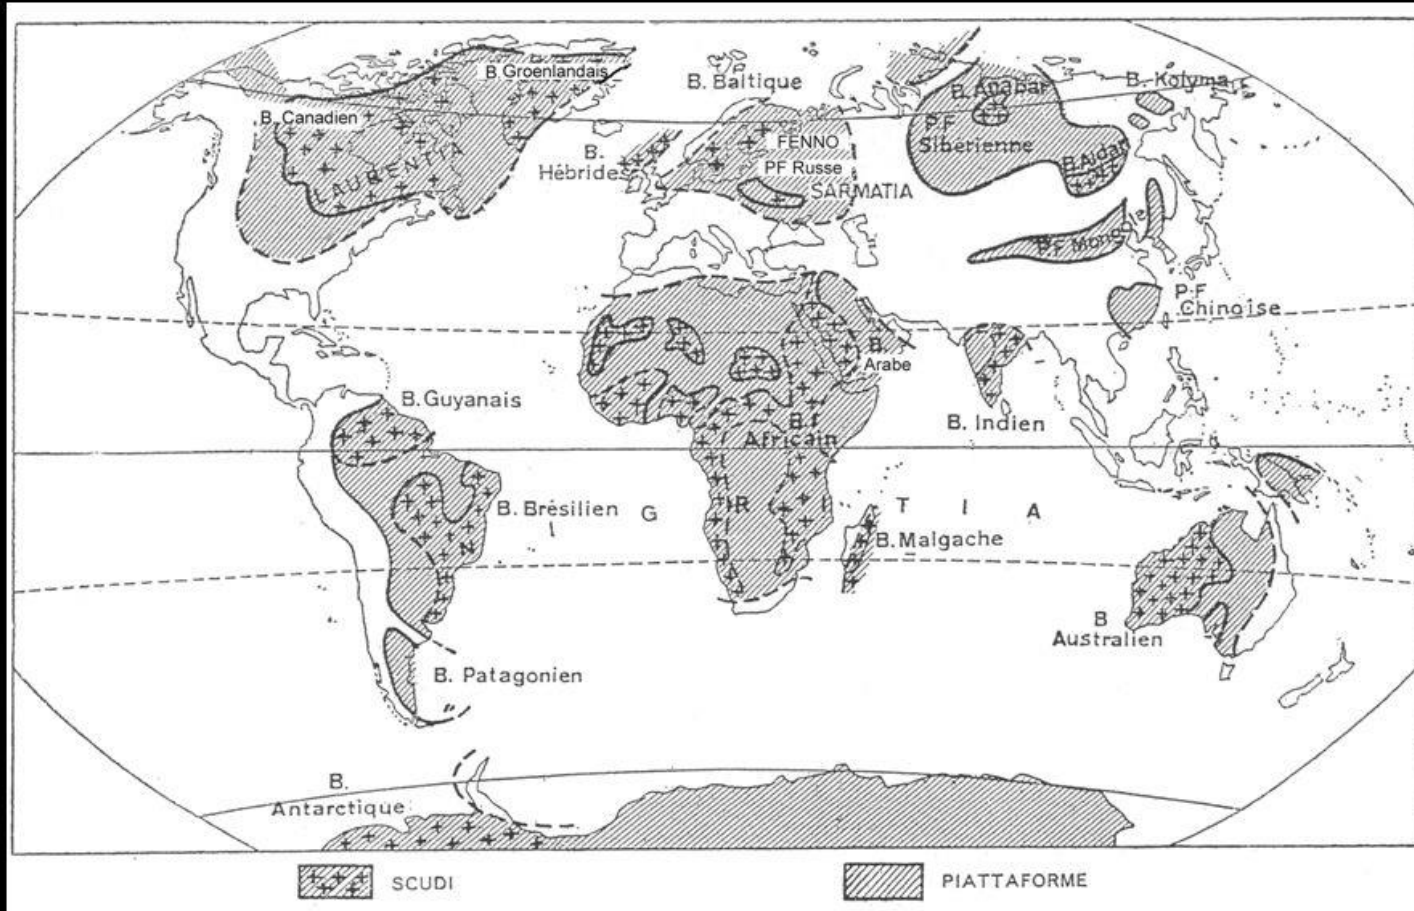 B. Groenlandais
B. Canadien
LAURENTIA
B. Baltique
B. Anabar
B. Kolyma
B.
Hébrides
FENNO
PF Russe
SARMATIA
P.F
Sibérienne
B. Aldan
P.F Mongole
P.F
Chinoise
B.
Arabe
B. Guyanais
B.
Africain
B. Indien
B. Brésilien
G R I T I A
B. Malgache
B
Australien
B. Patagonien
B.
Antarctique
SCUDI
PIATTAFORME